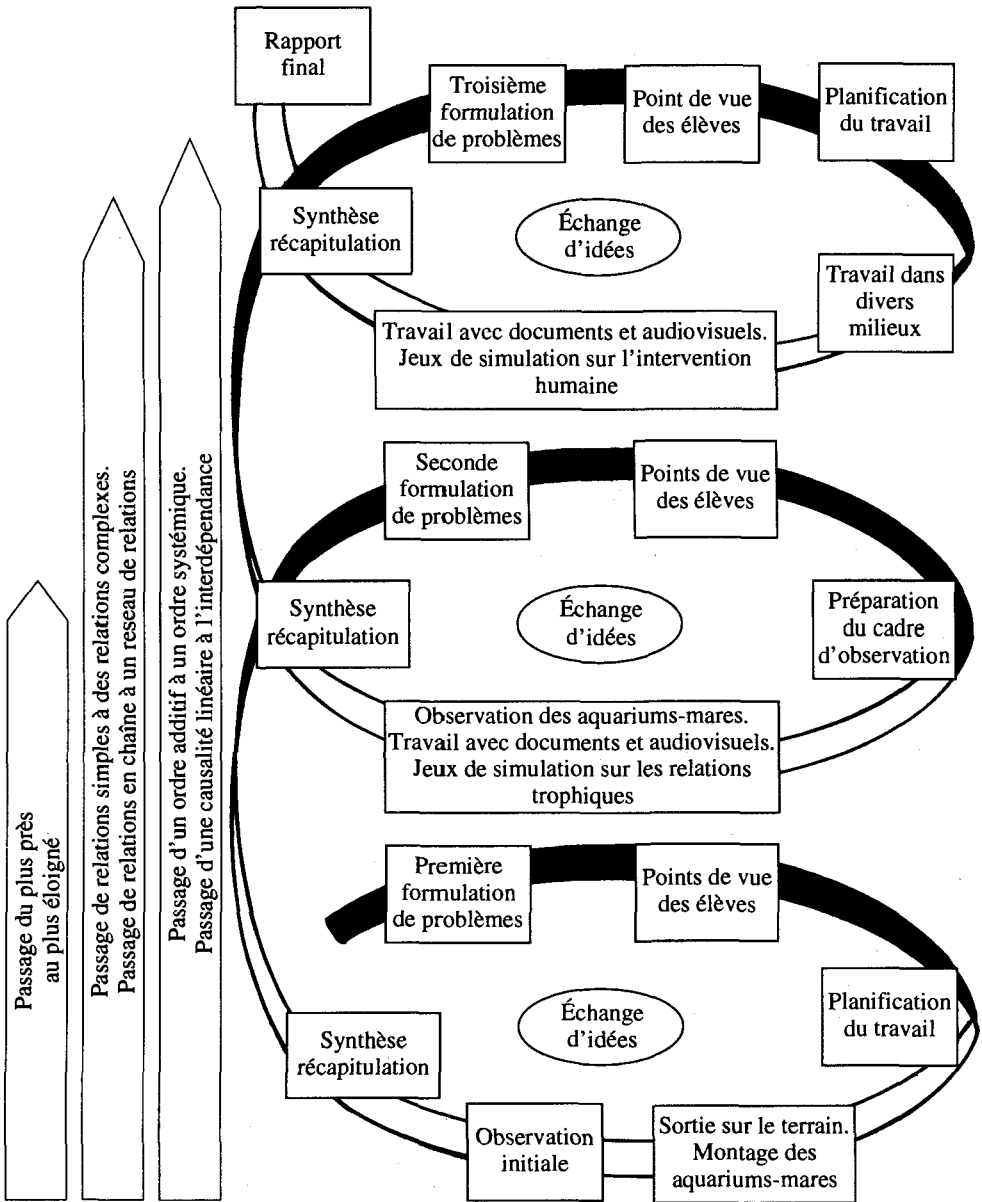 Rapport
final
Troisième
formulation
de problèmes
Point de vue
des élèves
Planification
du travail
Synthèse
récapitulation
Échange
d'idées
Travail dans
divers
milieux
Travail avec documents et audiovisuels.
Jeux de simulation sur l'intervention
humaine
Seconde
formulation
de problèmes
Points de vue
des élèves
Synthèse
récapitulation
Échange
d'idées
Préparation
du cadre
d'observation
Observation des aquariums-mares.
Travail avec documents et audiovisuels.
Jeux de simulation sur les relations
trophiques
Première
formulation
de problèmes
Points de vue
des élèves
Planification
du travail
Synthèse
récapitulation
Échange
d'idées
Observation
initiale
Sortie sur le terrain.
Montage des
aquariums-mares
Passage du plus près
au plus éloigné
Passage de relations simples à des relations complexes.
Passage de relations en chaîne à un reseau de relations
Passage d'un ordre additif à un ordre systémique.
Passage d'une causalité linéaire à l'interdépendance